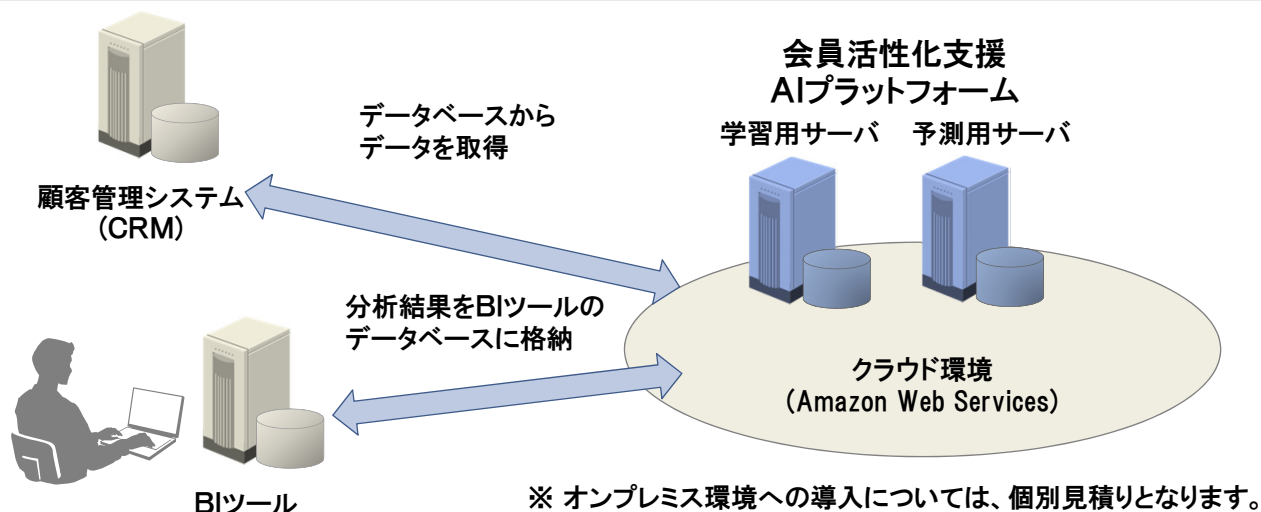 会員活性化支援
AIプラットフォーム
学習用サーバ 予測用サーバ
データベースから
データを取得
顧客管理システム
(CRM)
分析結果をBIツールの
データベースに格納
クラウド環境
(Amazon Web Services)
BIツール
※ オンプレミス環境への導入については、個別見積りとなります。